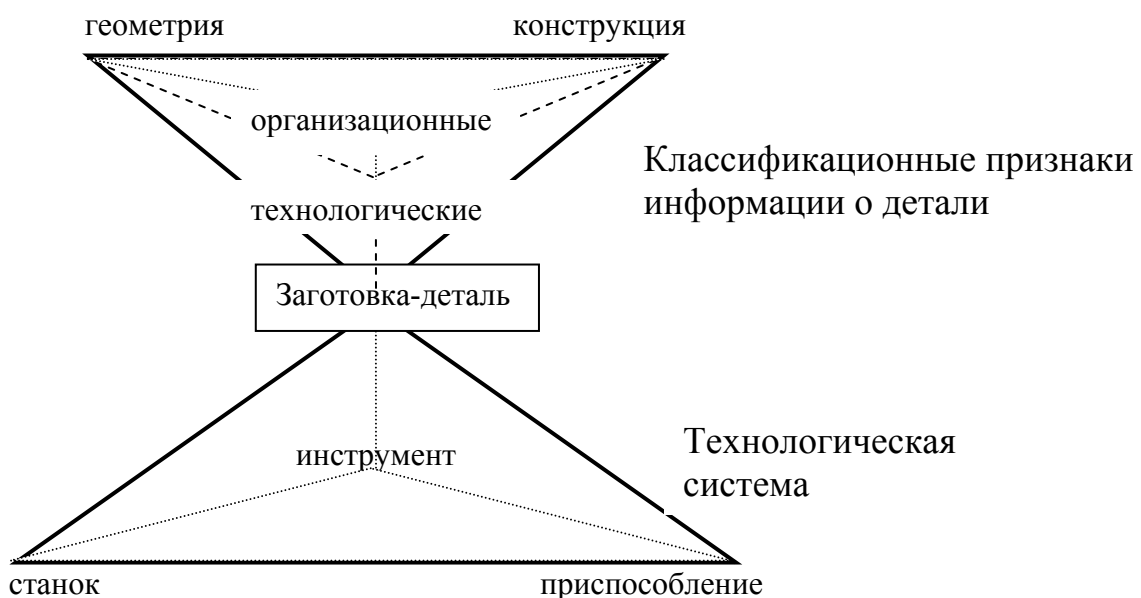 геометрия конструкция
организационные
Классификационные признаки
информации о детали
технологические
Заготовка-деталь
инструмент
Технологическая
система
станок приспособление